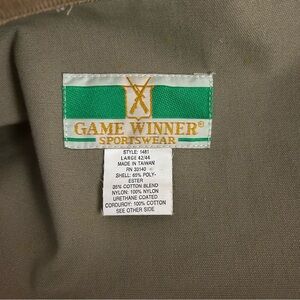 GAME WINNER®
SPORTSWEAR
STYLE: 1481
LARGE 42/44
MADE IN TAIWAN
RN 33140
SHELL: 65% POLY-
ESTER
35% COTTON BLEND
NYLON: 100% NYLON
URETHANE COATED
CORDUROY: 100% COTTON
SEE OTHER SIDE